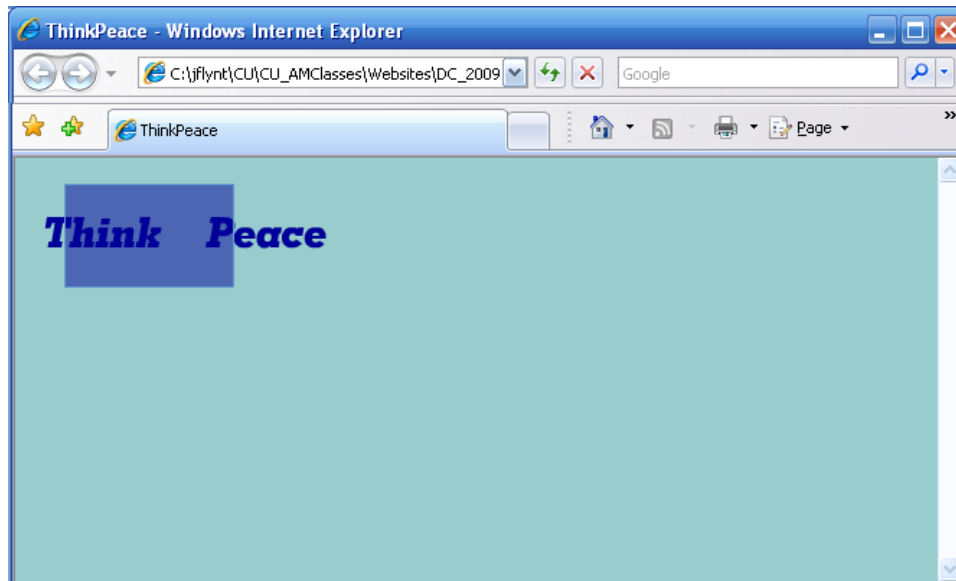 ThinkPeace - Windows Internet Explorer
C:\jflynt\CU\CU_AMClasses\Websites\DC_2009
Google
ThinkPeace
Page
»
Think Peace